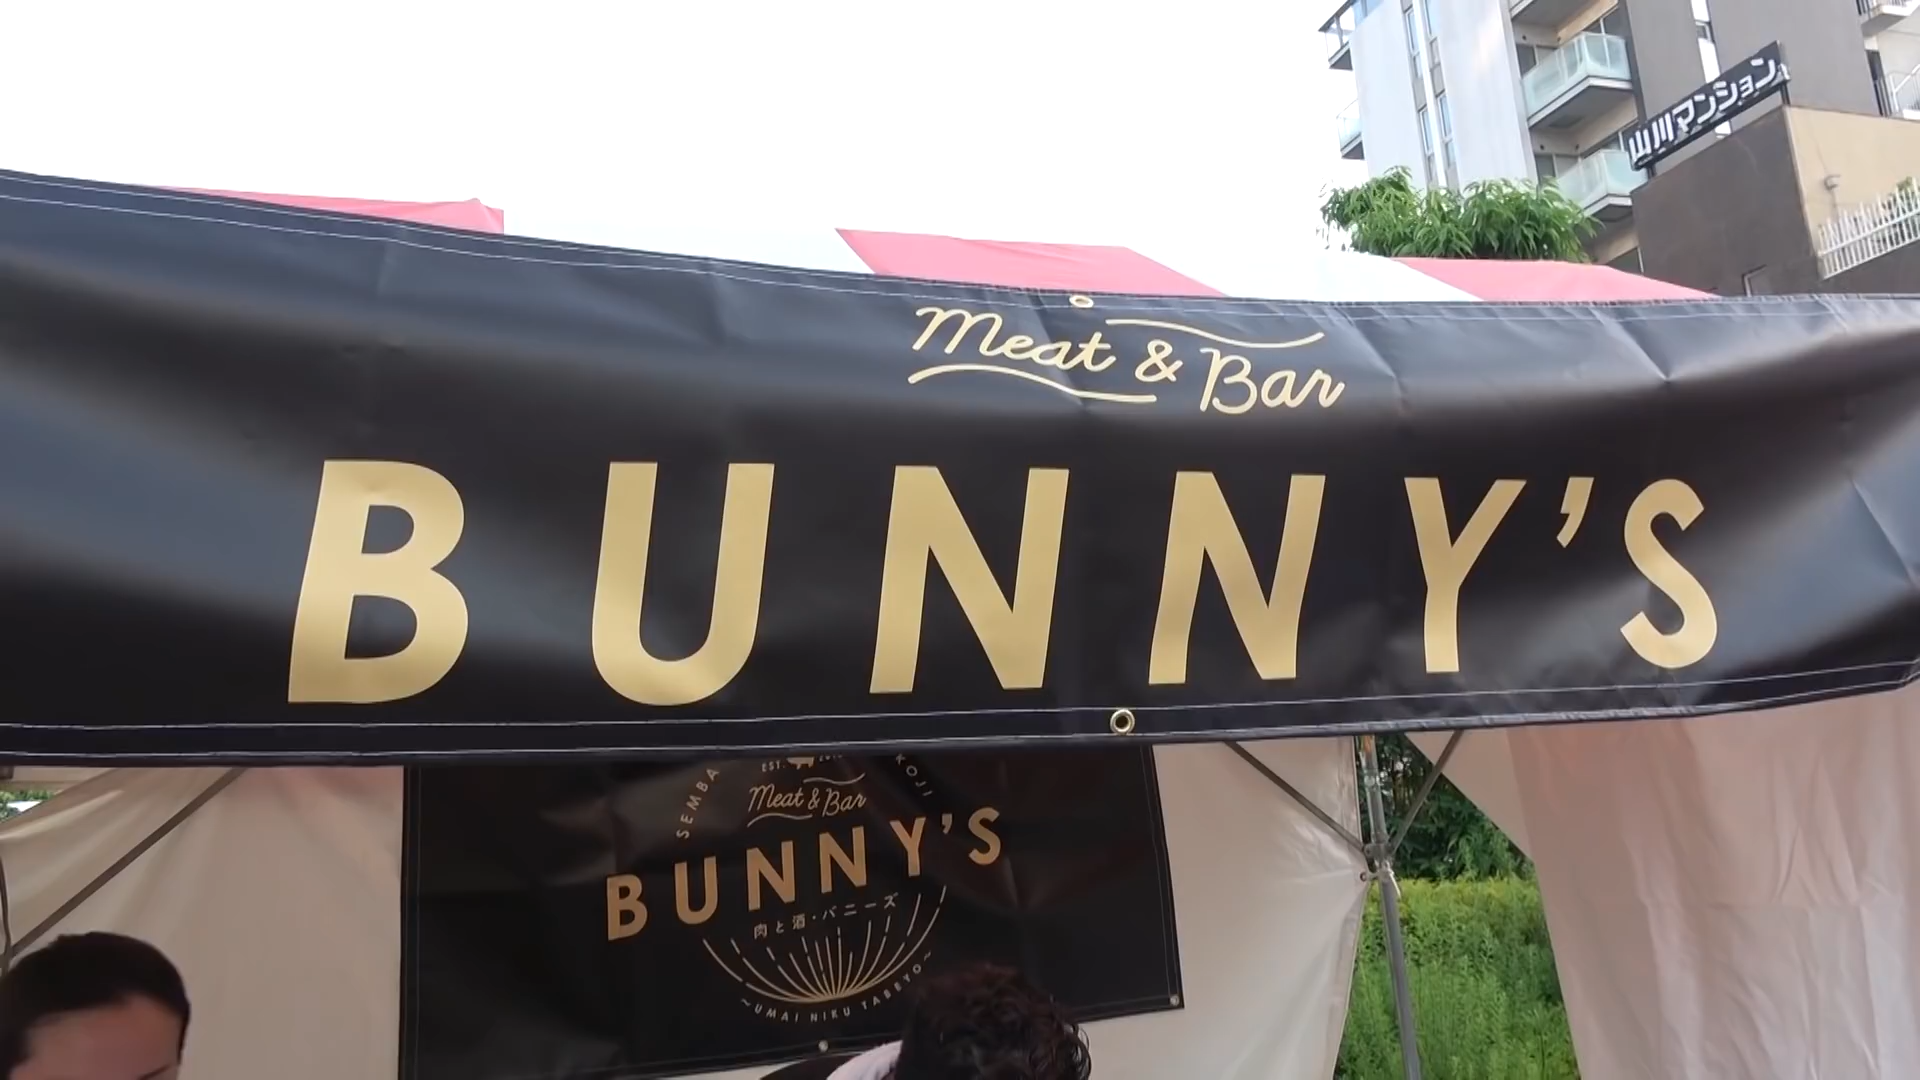 山川マンション
Meat & Bar
BUNNY'S
EST.
SEMBA
KOJI
Meat & Bar
BUNNY'S
肉と酒・バニーズ
~UMAI NIKU TABEYO~